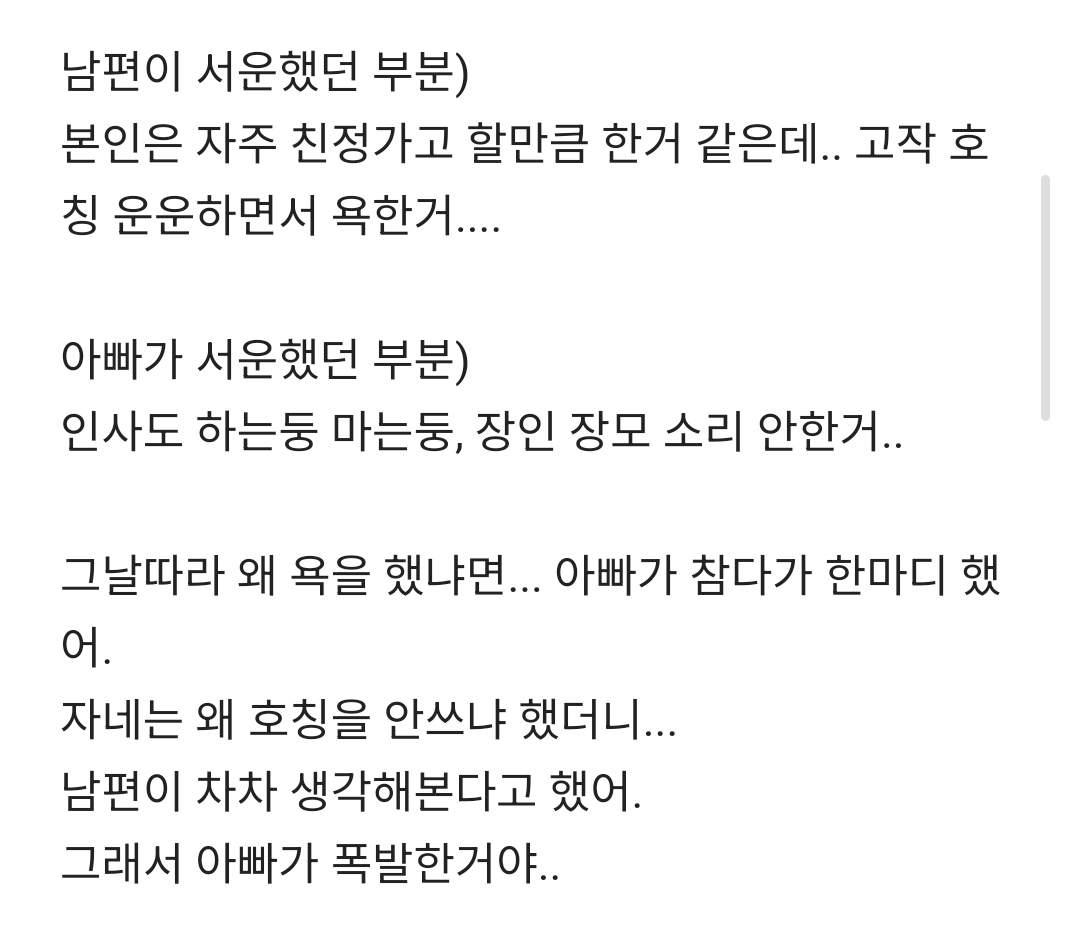 남편이 서운했던 부분)
본인은 자주 친정가고 할만큼 한거 같은데.. 고작 호
칭 운운하면서 욕한거....
아빠가 서운했던 부분)
인사도 하는둥 마는둥, 장인 장모 소리 안한거..
그날따라 왜 욕을 했냐면... 아빠가 참다가 한마디 했
어.
자네는 왜 호칭을 안쓰냐 했더니...
남편이 차차 생각해본다고 했어.
그래서 아빠가 폭발한거야..